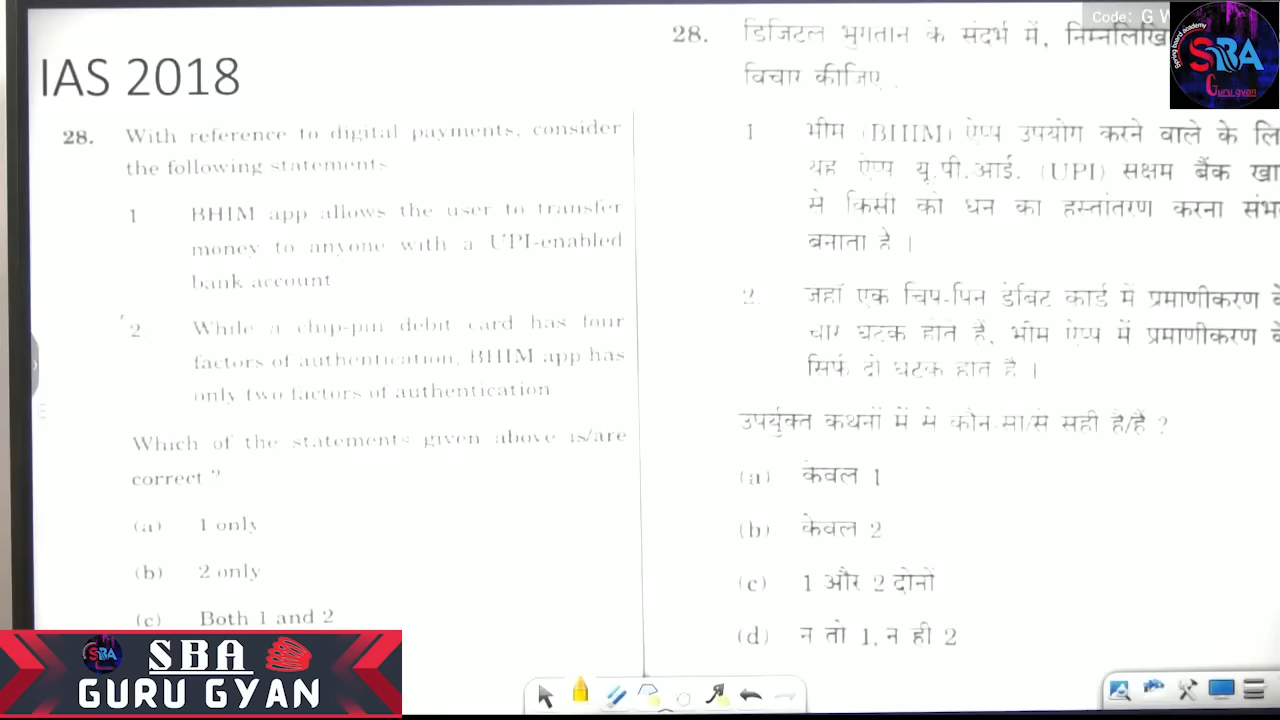 Code: G
IAS 2018
28. With reference to digital payments, consider
the following statements
1 BHIM app allows the user to transfer
money to anyone with a UPI-enabled
bank account
2. While a chip-pin debit card has four
factors of authentication, BHIM app has
only two factors of authentication
Which of the statements given above is/are
correct ?
(a) 1 only
(b) 2 only
(c) Both 1 and 2
28. डिजिटल भुगतान के संदर्भ में,
विचार कीजिए
1 भीम (BHIM) ऐप्प उपयोग करने वाले के
यह ऐप्प यू.पी.आई. (UPI) सक्षम बैंक
से किसी को धन का हस्तांतरण करना
बनाता है ।
2. जहाँ एक चिप-पिन डेबिट कार्ड में प्रमाणीकरण
चार घटक होते हैं, भीम ऐप्प में प्रमाणीकरण
सिर्फ दो घटक होते हैं ।
उपर्युक्त कथनों में से कौन-सा/से सही है/हैं ?
(a) केवल 1
(b) केवल 2
(c) 1 और 2 दोनों
(d) न तो 1, न ही 2
SBA
Guru gyan
SBA
SBA
GURU GYAN